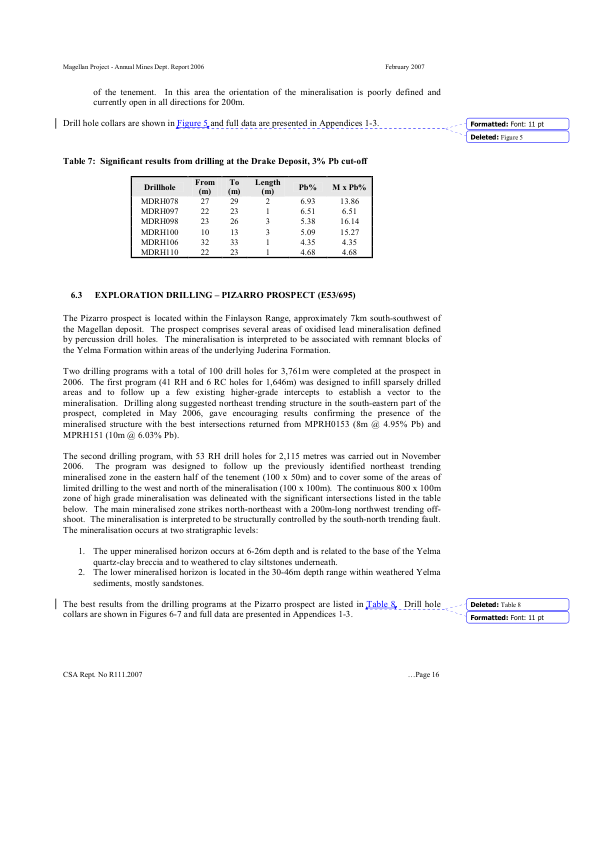 Magellan Project - Annual Mines Dept. Report 2006 February 2007
of the tenement. In this area the orientation of the mineralisation is poorly defined and
currently open in all directions for 200m.
Drill hole collars are shown in Figure 5 and full data are presented in Appendices 1-3.
Formatted: Font: 11 pt
Deleted: Figure 5
Table 7: Significant results from drilling at the Drake Deposit, 3% Pb cut-off
Drillhole From (m) To (m) Length (m) Pb% M x Pb%
MDRH078 27 29 2 6.93 13.86
MDRH097 22 23 1 6.51 6.51
MDRH098 23 26 3 5.38 16.14
MDRH100 10 13 3 5.09 15.27
MDRH106 32 33 1 4.35 4.35
MDRH110 22 23 1 4.68 4.68
6.3 EXPLORATION DRILLING – PIZARRO PROSPECT (E53/695)
The Pizarro prospect is located within the Finlayson Range, approximately 7km south-southwest of
the Magellan deposit. The prospect comprises several areas of oxidised lead mineralisation defined
by percussion drill holes. The mineralisation is interpreted to be associated with remnant blocks of
the Yelma Formation within areas of the underlying Juderina Formation.
Two drilling programs with a total of 100 drill holes for 3,761m were completed at the prospect in
2006. The first program (41 RH and 6 RC holes for 1,646m) was designed to infill sparsely drilled
areas and to follow up a few existing higher-grade intercepts to establish a vector to the
mineralisation. Drilling along suggested northeast trending structure in the south-eastern part of the
prospect, completed in May 2006, gave encouraging results confirming the presence of the
mineralised structure with the best intersections returned from MPRH0153 (8m @ 4.95% Pb) and
MPRH151 (10m @ 6.03% Pb).
The second drilling program, with 53 RH drill holes for 2,115 metres was carried out in November
2006. The program was designed to follow up the previously identified northeast trending
mineralised zone in the eastern half of the tenement (100 x 50m) and to cover some of the areas of
limited drilling to the west and north of the mineralisation (100 x 100m). The continuous 800 x 100m
zone of high grade mineralisation was delineated with the significant intersections listed in the table
below. The main mineralised zone strikes north-northeast with a 200m-long northwest trending off-
shoot. The mineralisation is interpreted to be structurally controlled by the south-north trending fault.
The mineralisation occurs at two stratigraphic levels:
1. The upper mineralised horizon occurs at 6-26m depth and is related to the base of the Yelma
quartz-clay breccia and to weathered to clay siltstones underneath.
2. The lower mineralised horizon is located in the 30-46m depth range within weathered Yelma
sediments, mostly sandstones.
The best results from the drilling programs at the Pizarro prospect are listed in Table 8. Drill hole
collars are shown in Figures 6-7 and full data are presented in Appendices 1-3.
Deleted: Table 8
Formatted: Font: 11 pt
CSA Rept. No R111.2007 …Page 16